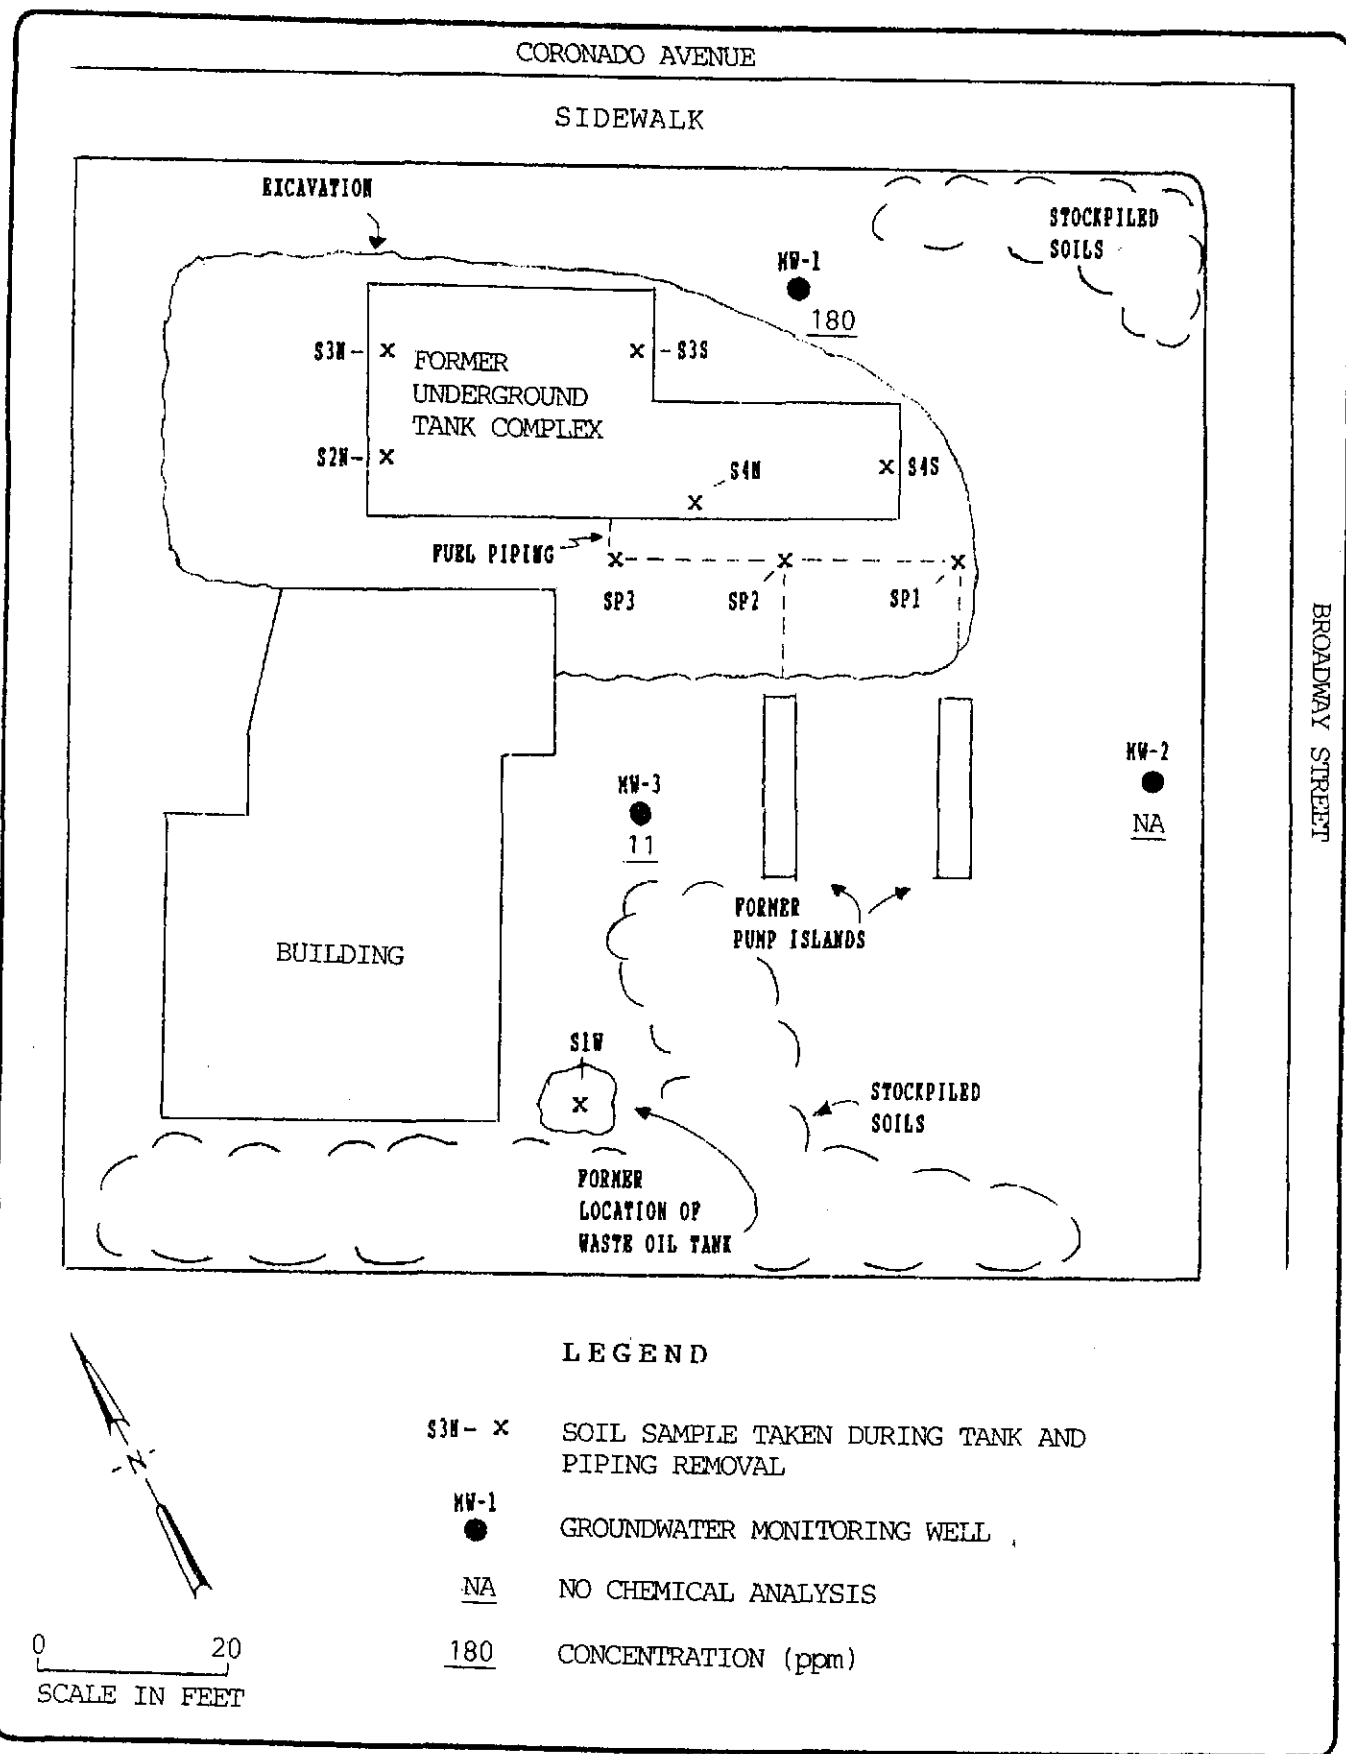 CORONADO AVENUE
SIDEWALK
EXCAVATION
STOCKPILED
SOILS
MW-1
180
S3N-
-S3S
FORMER
UNDERGROUND
TANK COMPLEX
S2N-
S4N
S4S
FUEL PIPING
SP3
SP2
SP1
BROADWAY STREET
MW-2
NA
MW-3
11
FORMER
PUMP ISLANDS
BUILDING
S1W
STOCKPILED
SOILS
FORMER
LOCATION OF
WASTE OIL TANK
LEGEND
S3N- x SOIL SAMPLE TAKEN DURING TANK AND
PIPING REMOVAL
MW-1
GROUNDWATER MONITORING WELL
NA NO CHEMICAL ANALYSIS
180 CONCENTRATION (ppm)
N
0 20
SCALE IN FEET